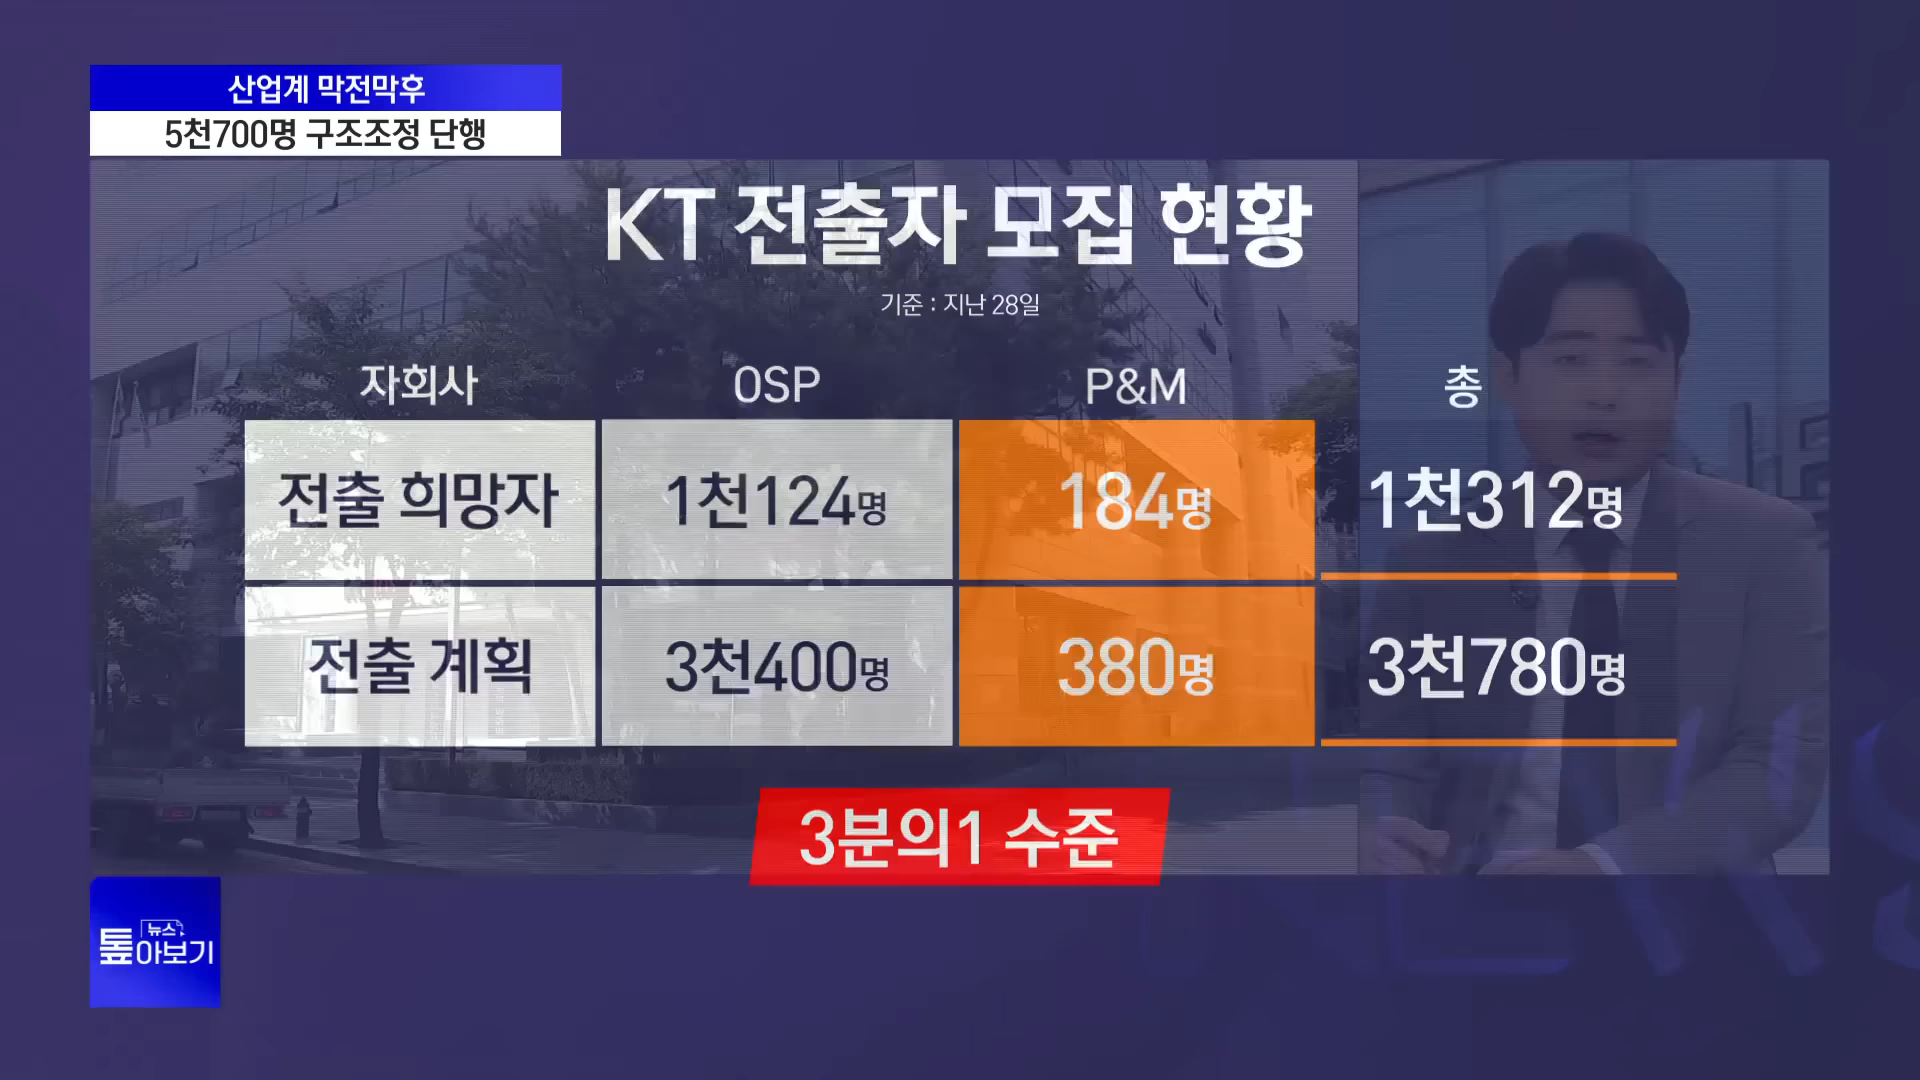 산업계 막전막후
5천700명 구조조정 단행
KT 전출자 모집 현황
기준 : 지난 28일
자회사 OSP P&M 총
전출 희망자 1천124명 184명 1천312명
전출 계획 3천400명 380명 3천780명
3분의1 수준
뉴스
톺아보기